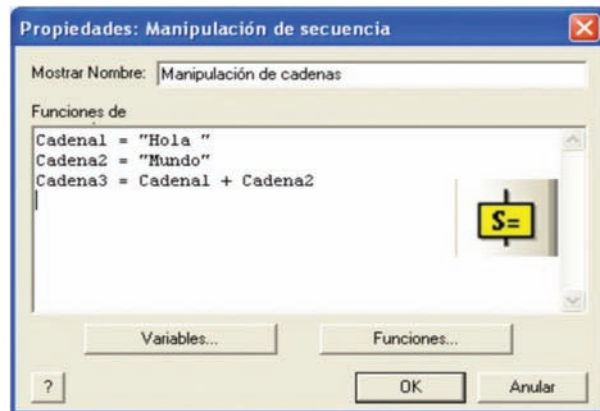 Propiedades: Manipulación de secuencia
Mostrar Nombre: Manipulación de cadenas
Funciones de
Cadena1 = "Hola "
Cadena2 = "Mundo"
Cadena3 = Cadena1 + Cadena2
S=
Variables... Funciones...
? OK Anular